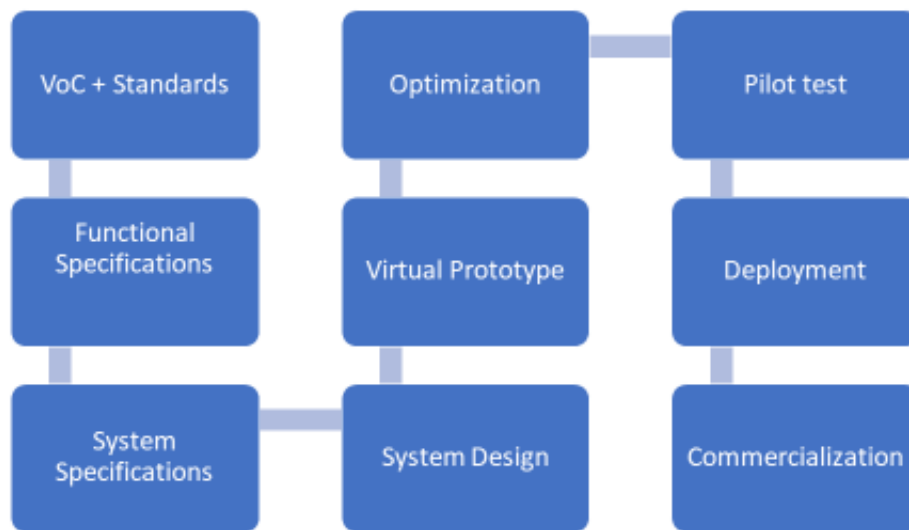 VoC + Standards
Functional
Specifications
System
Specifications
System Design
Virtual Prototype
Optimization
Pilot test
Deployment
Commercialization